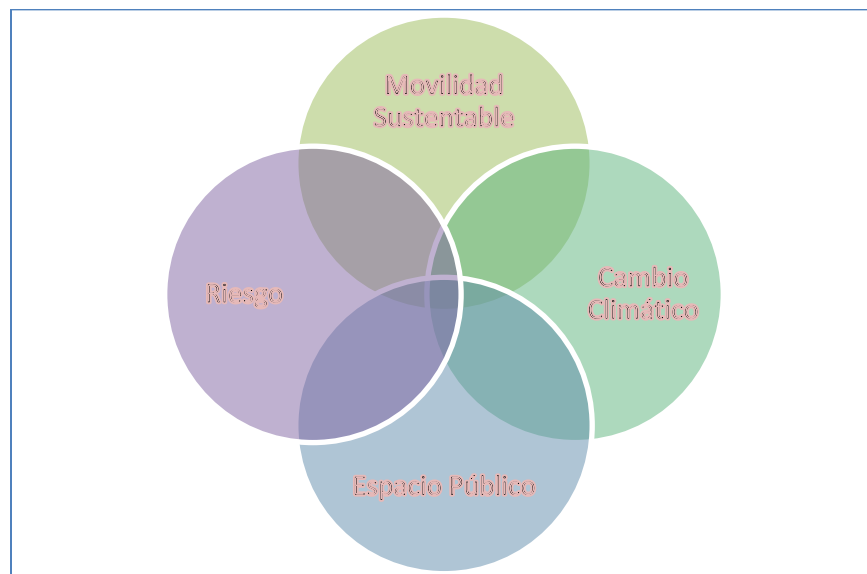 Movilidad
Sustentable
Riesgo
Cambio
Climático
Espacio Público